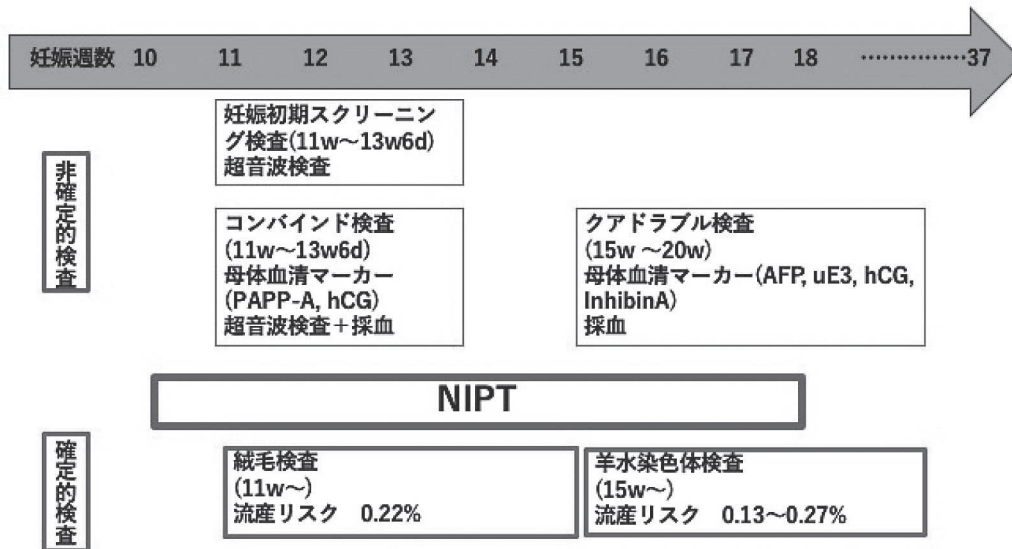 妊娠週数 10 11 12 13 14 15 16 17 18 ……………37
非確定的検査
妊娠初期スクリーニン
グ検査(11w〜13w6d)
超音波検査
コンバインド検査
(11w〜13w6d)
母体血清マーカー
(PAPP-A, hCG)
超音波検査＋採血
クアドラブル検査
(15w 〜20w)
母体血清マーカー(AFP, uE3, hCG,
InhibinA)
採血
NIPT
確定的検査
絨毛検査
(11w〜)
流産リスク　0.22%
羊水染色体検査
(15w〜)
流産リスク　0.13〜0.27%